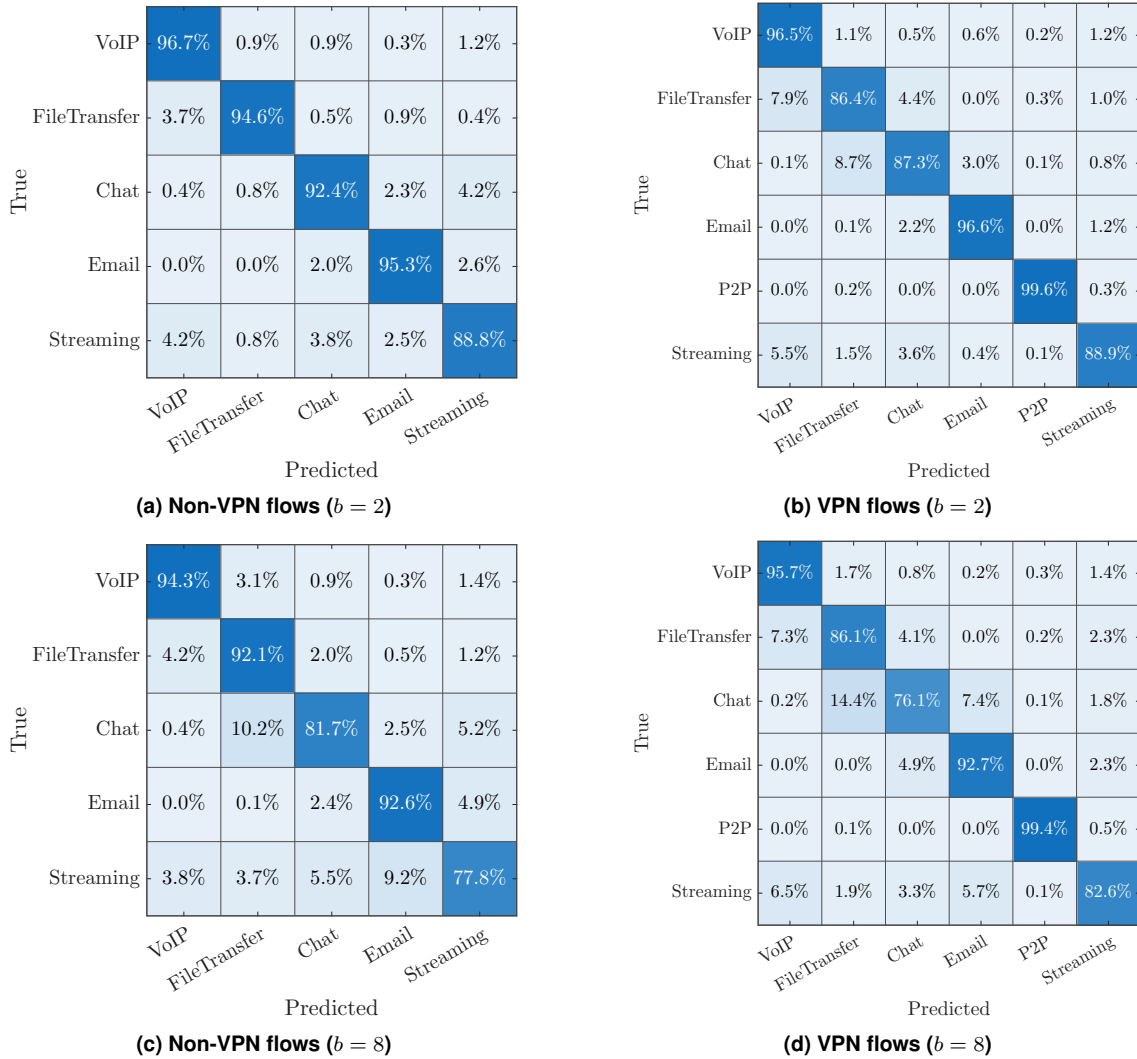 VoIP 96.7% 0.9% 0.9% 0.3% 1.2%
FileTransfer 3.7% 94.6% 0.5% 0.9% 0.4%
Chat 0.4% 0.8% 92.4% 2.3% 4.2%
Email 0.0% 0.0% 2.0% 95.3% 2.6%
Streaming 4.2% 0.8% 3.8% 2.5% 88.8%
True
VoIP FileTransfer Chat Email Streaming
Predicted
(a) Non-VPN flows (b = 2)
VoIP 96.5% 1.1% 0.5% 0.6% 0.2% 1.2%
FileTransfer 7.9% 86.4% 4.4% 0.0% 0.3% 1.0%
Chat 0.1% 8.7% 87.3% 3.0% 0.1% 0.8%
Email 0.0% 0.1% 2.2% 96.6% 0.0% 1.2%
P2P 0.0% 0.2% 0.0% 0.0% 99.6% 0.3%
Streaming 5.5% 1.5% 3.6% 0.4% 0.1% 88.9%
True
VoIP FileTransfer Chat Email P2P Streaming
Predicted
(b) VPN flows (b = 2)
VoIP 94.3% 3.1% 0.9% 0.3% 1.4%
FileTransfer 4.2% 92.1% 2.0% 0.5% 1.2%
Chat 0.4% 10.2% 81.7% 2.5% 5.2%
Email 0.0% 0.1% 2.4% 92.6% 4.9%
Streaming 3.8% 3.7% 5.5% 9.2% 77.8%
True
VoIP FileTransfer Chat Email Streaming
Predicted
(c) Non-VPN flows (b = 8)
VoIP 95.7% 1.7% 0.8% 0.2% 0.3% 1.4%
FileTransfer 7.3% 86.1% 4.1% 0.0% 0.2% 2.3%
Chat 0.2% 14.4% 76.1% 7.4% 0.1% 1.8%
Email 0.0% 0.0% 4.9% 92.7% 0.0% 2.3%
P2P 0.0% 0.1% 0.0% 0.0% 99.4% 0.5%
Streaming 6.5% 1.9% 3.3% 5.7% 0.1% 82.6%
True
VoIP FileTransfer Chat Email P2P Streaming
Predicted
(d) VPN flows (b = 8)